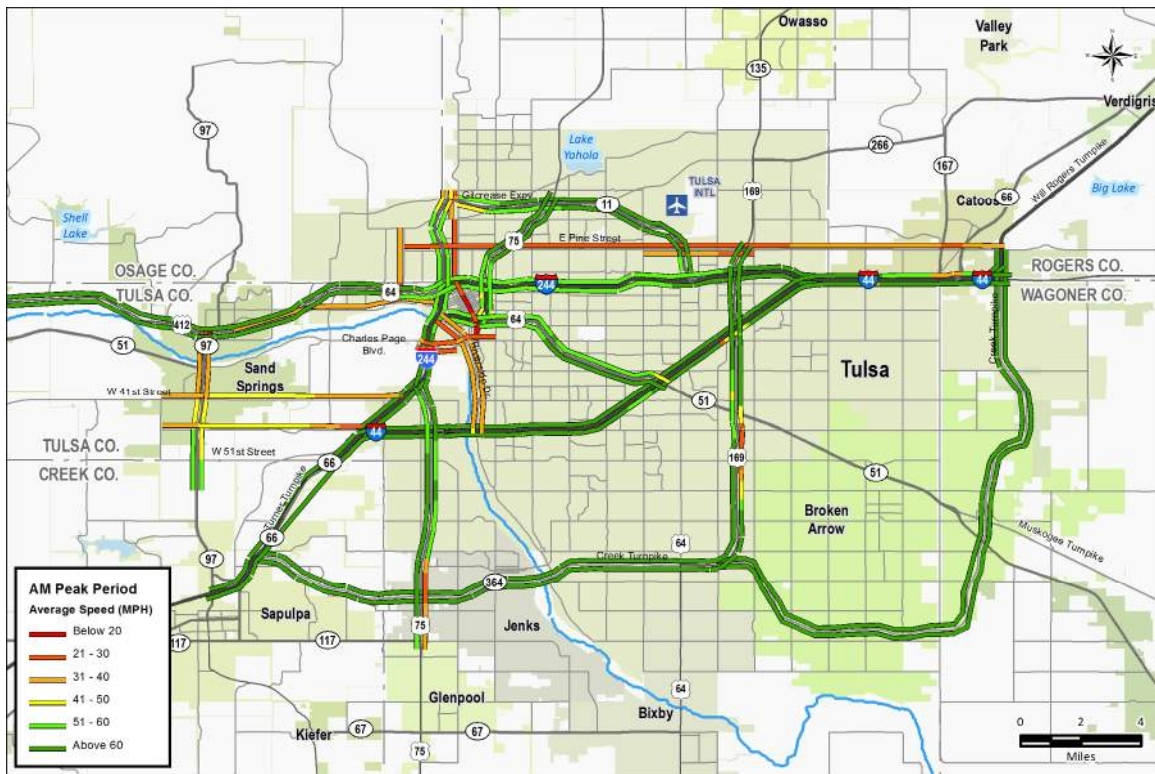 Owasso
Valley
Park
N
W
E
S
135
Verdigris
97
Lake
Yahola
266
167
Will Rogers Turnpike
Big Lake
TULSA
INTL
169
66
Catoos
Gilcrease Expy
11
Shell
Lake
75
E Pine Street
OSAGE CO.
TULSA CO.
ROGERS CO.
WAGONER CO.
64
244
44
44
412
97
51
64
Charles Page
Blvd.
244
Riverside Dr.
Creek Turnpike
Sand
Springs
Tulsa
W 41st Street
51
44
W 51st Street
TULSA CO.
CREEK CO.
66
169
51
Turner Turnpike
Broken
Arrow
66
Muskogee Turnpike
64
Creek Turnpike
97
364
AM Peak Period
Average Speed (MPH)
Below 20
21 - 30
31 - 40
41 - 50
51 - 60
Above 60
Sapulpa
Jenks
117
117
75
64
Glenpool
Bixby
Kiefer
67
67
75
0 2 4
Miles